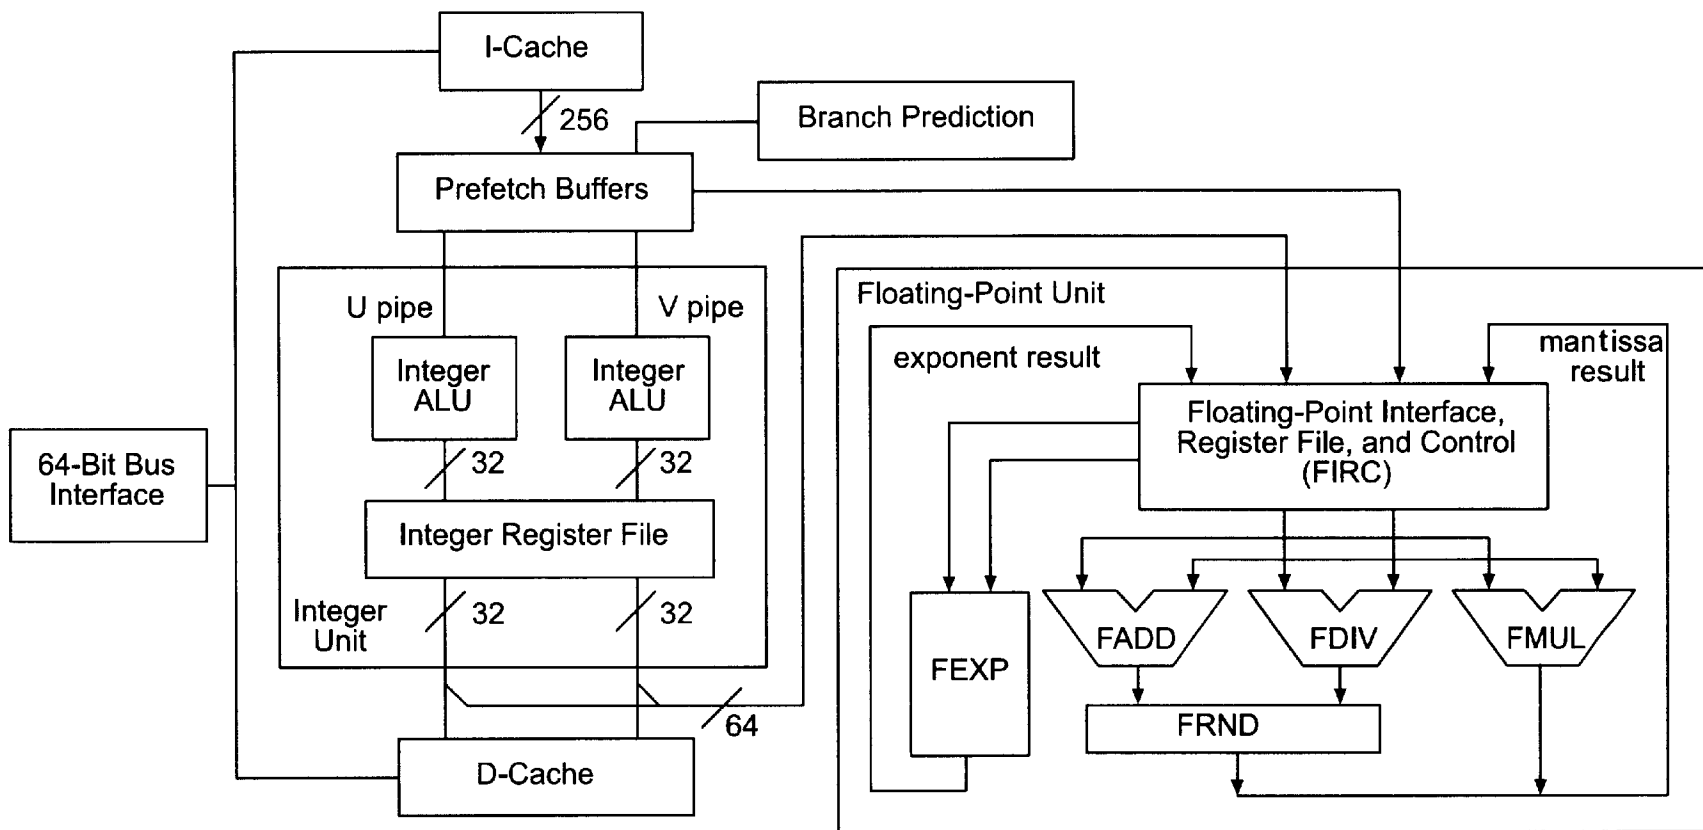 I-Cache
256
Branch Prediction
Prefetch Buffers
U pipe
V pipe
Integer
ALU
Integer
ALU
32
32
64-Bit Bus
Interface
Integer Register File
Integer
Unit
32
32
64
D-Cache
Floating-Point Unit
exponent result
mantissa
result
Floating-Point Interface,
Register File, and Control
(FIRC)
FEXP
FADD
FDIV
FMUL
FRND